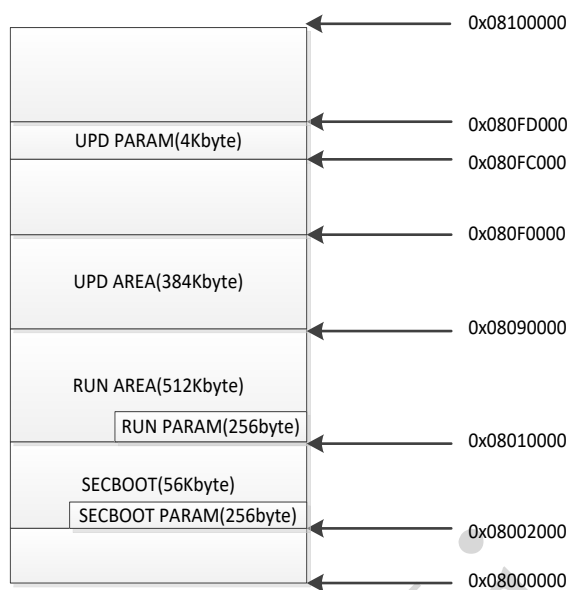 0x08100000
0x080FD000
UPD PARAM(4Kbyte)
0x080FC000
0x080F0000
UPD AREA(384Kbyte)
0x08090000
RUN AREA(512Kbyte)
RUN PARAM(256byte)
0x08010000
SECBOOT(56Kbyte)
SECBOOT PARAM(256byte)
0x08002000
0x08000000